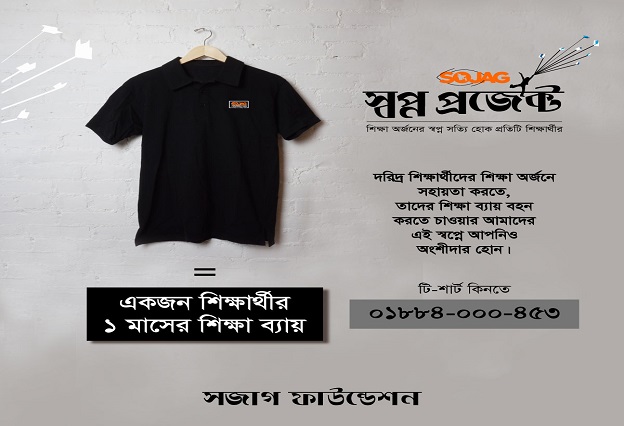 SOJAG
স্বপ্ন প্রজেক্ট
শিক্ষা অর্জনের স্বপ্ন সত্যি হোক প্রতিটি শিক্ষার্থীর
দরিদ্র শিক্ষার্থীদের শিক্ষা অর্জনে
সহায়তা করতে,
তাদের শিক্ষা ব্যায় বহন
করতে চাওয়ার আমাদের
এই স্বপ্নে আপনিও
অংশীদার হোন।
=
একজন শিক্ষার্থীর
১ মাসের শিক্ষা ব্যায়
টি-শার্ট কিনতে
০১৮৮৪-০০০-৪৫৩
সজাগ ফাউন্ডেশন